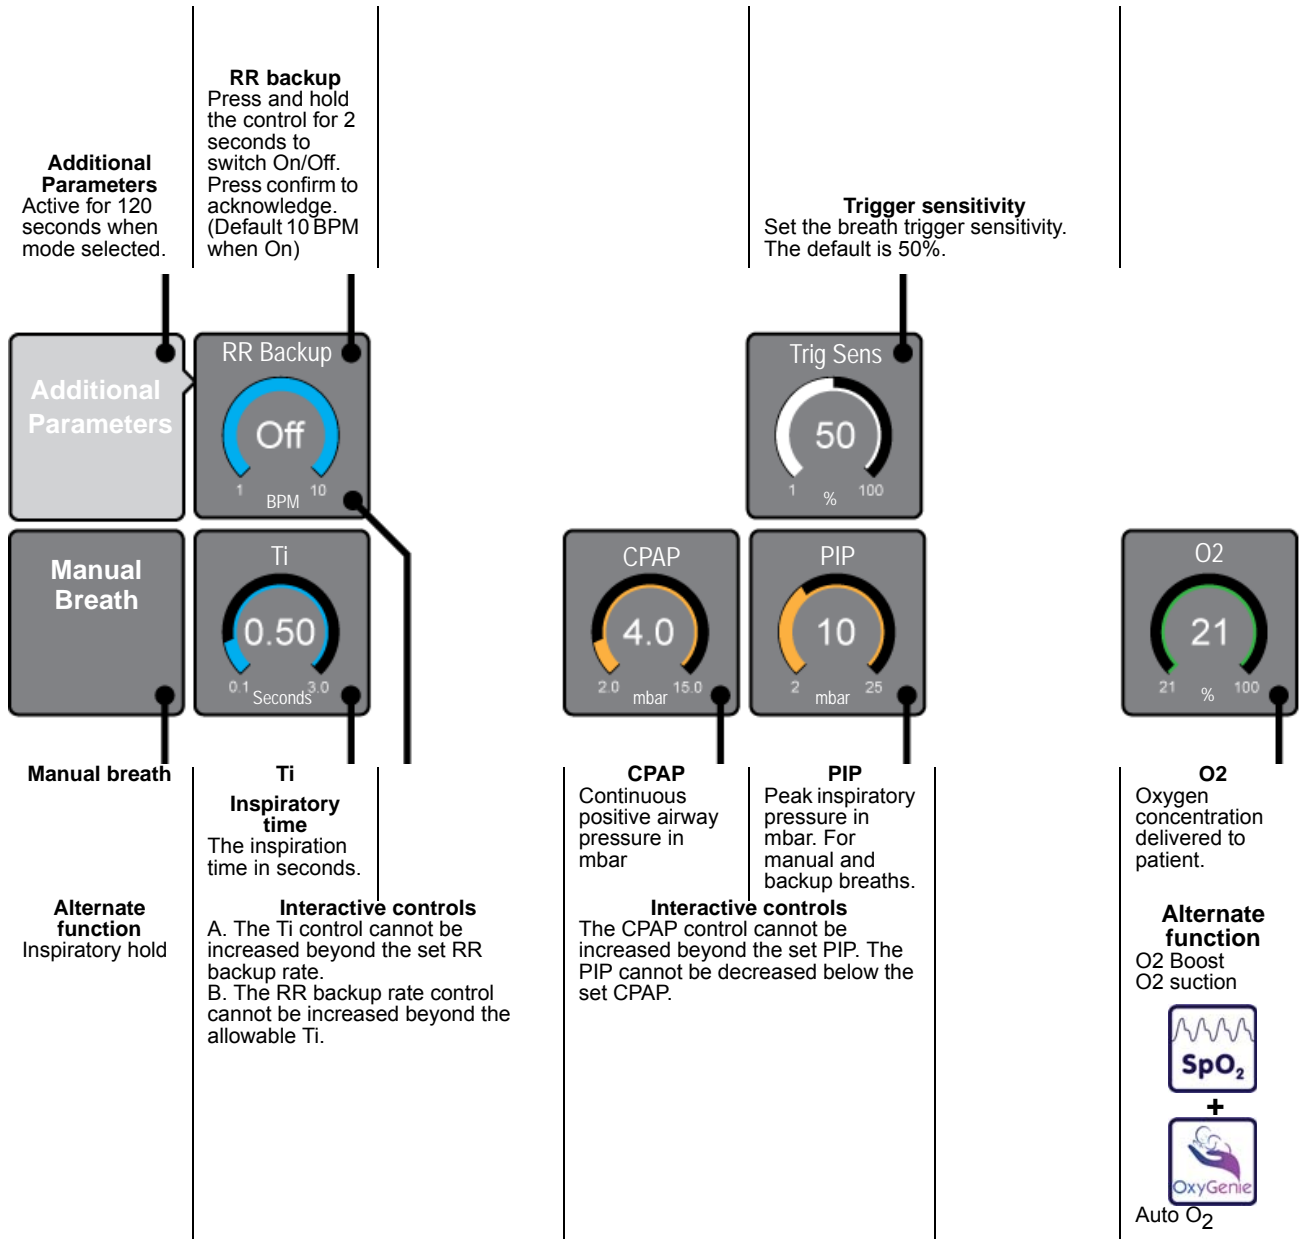 RR backup
Press and hold
the control for 2
seconds to
switch On/Off.
Press confirm to
acknowledge.
(Default 10 BPM
when On)
Additional
Parameters
Active for 120
seconds when
mode selected.
Trigger sensitivity
Set the breath trigger sensitivity.
The default is 50%.
Additional
Parameters
RR Backup
Off
1 10
BPM
Trig Sens
50
1 100
%
Manual
Breath
Ti
0.50
0.1 3.0
Seconds
CPAP
4.0
2.0 15.0
mbar
PIP
10
2 25
mbar
O2
21
21 100
%
Manual breath
Ti
Inspiratory
time
The inspiration
time in seconds.
CPAP
Continuous
positive airway
pressure in
mbar
PIP
Peak inspiratory
pressure in
mbar. For
manual and
backup breaths.
O2
Oxygen
concentration
delivered to
patient.
Alternate
function
Inspiratory hold
Interactive controls
A. The Ti control cannot be
increased beyond the set RR
backup rate.
B. The RR backup rate control
cannot be increased beyond the
allowable Ti.
Interactive controls
The CPAP control cannot be
increased beyond the set PIP. The
PIP cannot be decreased below the
set CPAP.
Alternate
function
O2 Boost
O2 suction
SpO2
+
OxyGenie
Auto O2